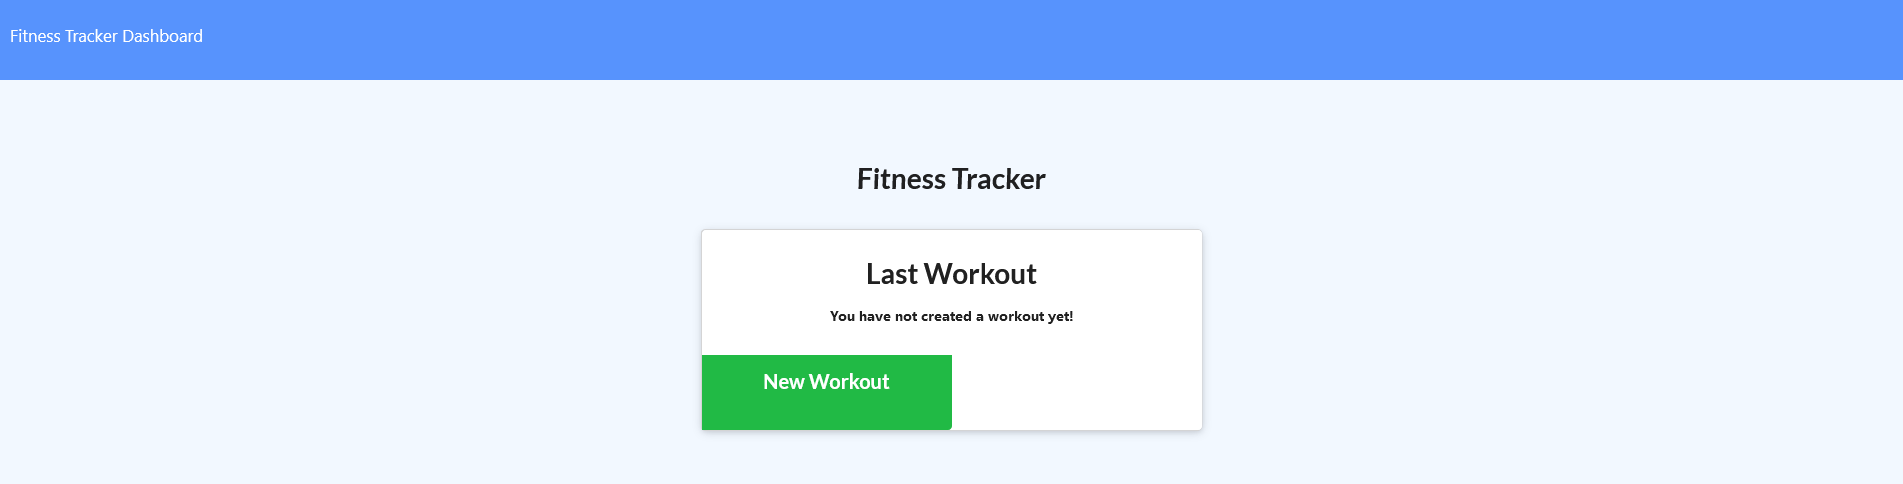 Fitness Tracker Dashboard
Fitness Tracker
Last Workout
You have not created a workout yet!
New Workout